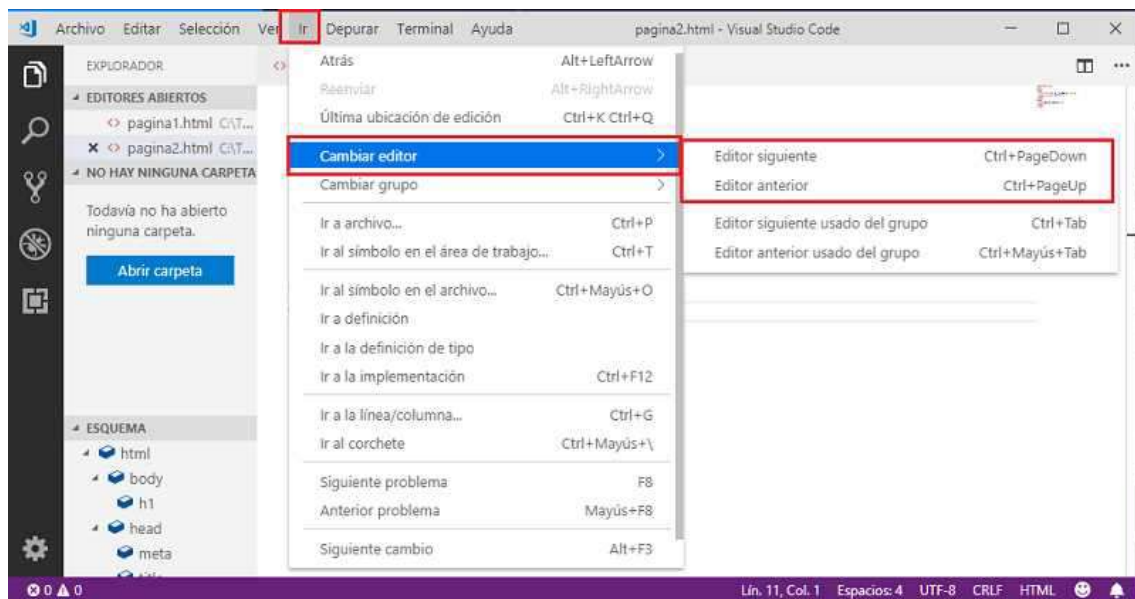 Archivo Editar Selección Ver Ir Depurar Terminal Ayuda pagina2.html - Visual Studio Code
EXPLORADOR
EDITORES ABIERTOS
pagina1.html C:\T...
pagina2.html C:\T...
NO HAY NINGUNA CARPETA
Todavía no ha abierto
ninguna carpeta.
Abrir carpeta
ESQUEMA
html
body
h1
head
meta
Atrás Alt+LeftArrow
Reenviar Alt+RightArrow
Última ubicación de edición Ctrl+K Ctrl+Q
Cambiar editor
Cambiar grupo
Ir a archivo... Ctrl+P
Ir al símbolo en el área de trabajo... Ctrl+T
Ir al símbolo en el archivo... Ctrl+Mayús+O
Ir a definición
Ir a la definición de tipo
Ir a la implementación Ctrl+F12
Ir a la línea/columna... Ctrl+G
Ir al corchete Ctrl+Mayús+\
Siguiente problema F8
Anterior problema Mayús+F8
Siguiente cambio Alt+F3
Editor siguiente Ctrl+PageDown
Editor anterior Ctrl+PageUp
Editor siguiente usado del grupo Ctrl+Tab
Editor anterior usado del grupo Ctrl+Mayús+Tab
0 0 Lín. 11, Col. 1 Espacios: 4 UTF-8 CRLF HTML